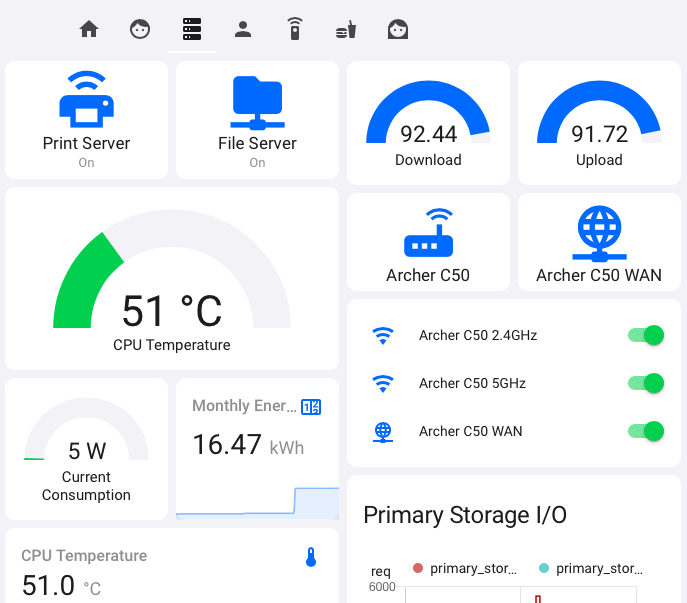 Print Server
On
File Server
On
92.44
Download
91.72
Upload
51 °C
CPU Temperature
Archer C50
Archer C50 WAN
Archer C50 2.4GHz
Archer C50 5GHz
Archer C50 WAN
5 W
Current
Consumption
Monthly Ener...
16.47 kWh
CPU Temperature
51.0 °C
Primary Storage I/O
req
primary_stor...
primary_stor...
6000